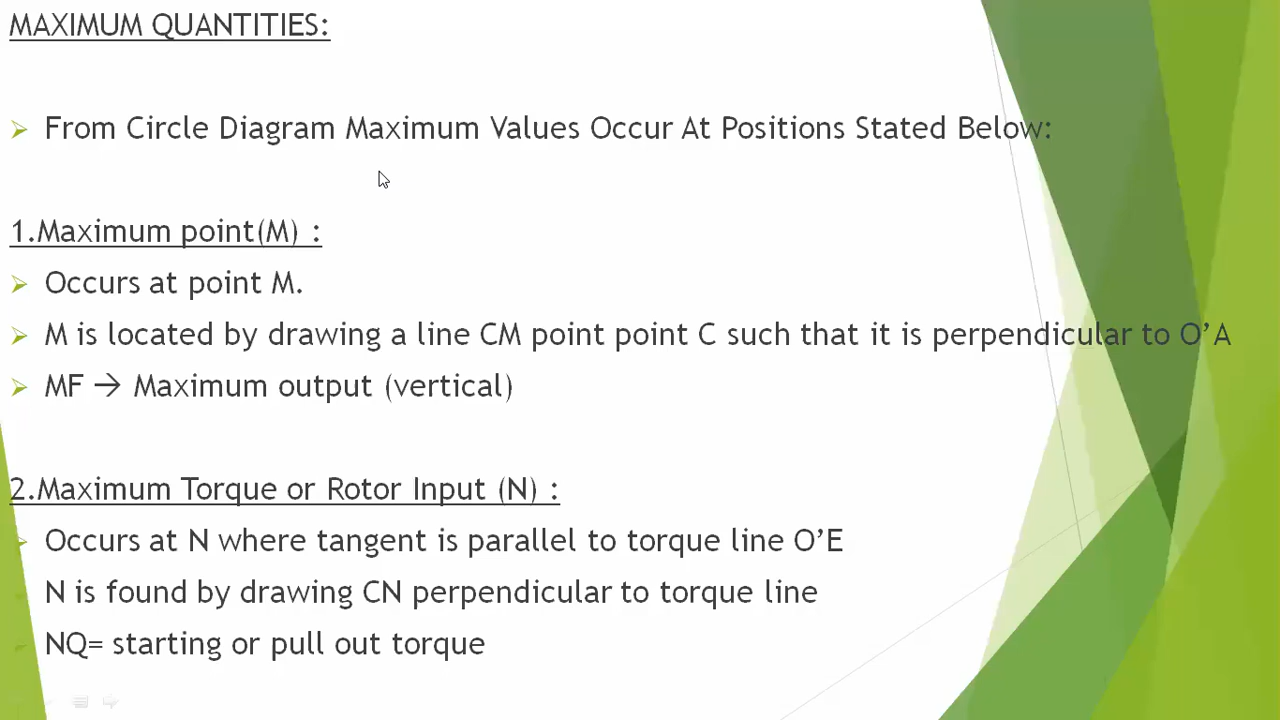 MAXIMUM QUANTITIES:
From Circle Diagram Maximum Values Occur At Positions Stated Below:
1.Maximum point(M) :
Occurs at point M.
M is located by drawing a line CM point point C such that it is perpendicular to O’A
MF → Maximum output (vertical)
2.Maximum Torque or Rotor Input (N) :
Occurs at N where tangent is parallel to torque line O’E
N is found by drawing CN perpendicular to torque line
NQ= starting or pull out torque